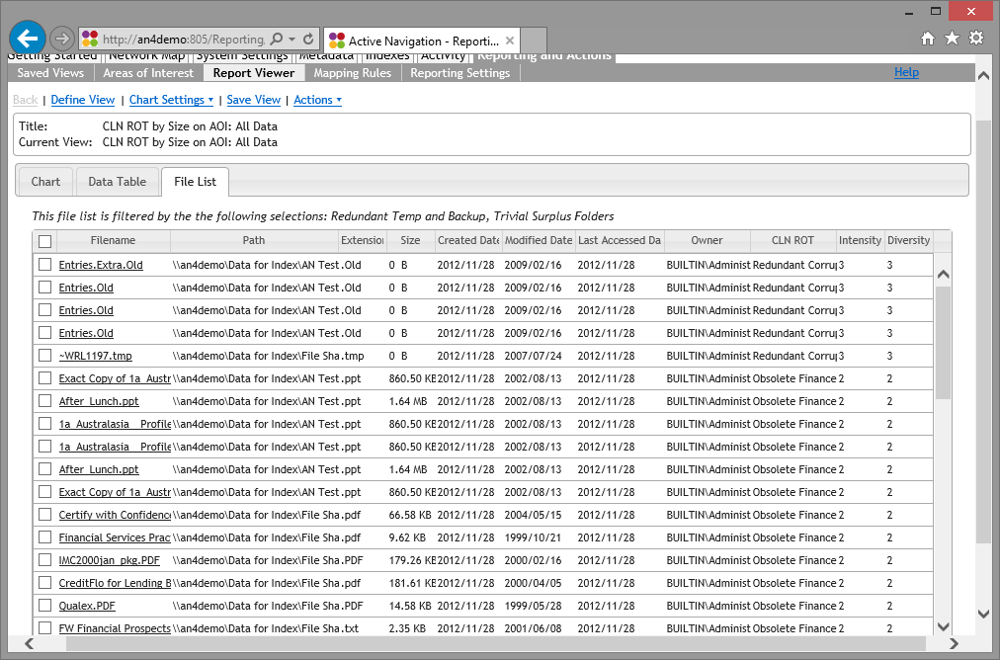 http://an4demo:805/Reporting, Active Navigation - Reporti...
Getting Started Network Map System Settings Metadata Indexes Activity Reporting and Actions
Saved Views Areas of Interest Report Viewer Mapping Rules Reporting Settings Help
Back | Define View | Chart Settings | Save View | Actions
Title: CLN ROT by Size on AOI: All Data
Current View: CLN ROT by Size on AOI: All Data
Chart Data Table File List
This file list is filtered by the the following selections: Redundant Temp and Backup, Trivial Surplus Folders
Filename Path Extension Size Created Date Modified Date Last Accessed Da Owner CLN ROT Intensity Diversity
Entries.Extra.Old \\an4demo\Data for Index\AN Test .Old 0 B 2012/11/28 2009/02/16 2012/11/28 BUILTIN\Administ Redundant Corrup 3 3
Entries.Old \\an4demo\Data for Index\AN Test .Old 0 B 2012/11/28 2009/02/16 2012/11/28 BUILTIN\Administ Redundant Corrup 3 3
Entries.Old \\an4demo\Data for Index\AN Test .Old 0 B 2012/11/28 2009/02/16 2012/11/28 BUILTIN\Administ Redundant Corrup 3 3
Entries.Old \\an4demo\Data for Index\AN Test .Old 0 B 2012/11/28 2009/02/16 2012/11/28 BUILTIN\Administ Redundant Corrup 3 3
~WRL1197.tmp \\an4demo\Data for Index\File Sha .tmp 0 B 2012/11/28 2007/07/24 2012/11/28 BUILTIN\Administ Redundant Corrup 3 3
Exact Copy of 1a_Austr \\an4demo\Data for Index\AN Test .ppt 860.50 KB 2012/11/28 2002/08/13 2012/11/28 BUILTIN\Administ Obsolete Finance 2 2
After_Lunch.ppt \\an4demo\Data for Index\AN Test .ppt 1.64 MB 2012/11/28 2002/08/13 2012/11/28 BUILTIN\Administ Obsolete Finance 2 2
1a_Australasia__Profile \\an4demo\Data for Index\AN Test .ppt 860.50 KB 2012/11/28 2002/08/13 2012/11/28 BUILTIN\Administ Obsolete Finance 2 2
1a_Australasia__Profile \\an4demo\Data for Index\AN Test .ppt 860.50 KB 2012/11/28 2002/08/13 2012/11/28 BUILTIN\Administ Obsolete Finance 2 2
After_Lunch.ppt \\an4demo\Data for Index\AN Test .ppt 1.64 MB 2012/11/28 2002/08/13 2012/11/28 BUILTIN\Administ Obsolete Finance 2 2
Exact Copy of 1a_Austr \\an4demo\Data for Index\AN Test .ppt 860.50 KB 2012/11/28 2002/08/13 2012/11/28 BUILTIN\Administ Obsolete Finance 2 2
Certify with Confidenc \\an4demo\Data for Index\File Sha .pdf 66.58 KB 2012/11/28 2004/05/15 2012/11/28 BUILTIN\Administ Obsolete Finance 2 2
Financial Services Prac \\an4demo\Data for Index\File Sha .pdf 9.62 KB 2012/11/28 1999/10/21 2012/11/28 BUILTIN\Administ Obsolete Finance 2 2
IMC2000jan_pkg.PDF \\an4demo\Data for Index\File Sha .PDF 179.26 KB 2012/11/28 2000/02/16 2012/11/28 BUILTIN\Administ Obsolete Finance 2 2
CreditFlo for Lending B \\an4demo\Data for Index\File Sha .pdf 181.61 KB 2012/11/28 2000/04/05 2012/11/28 BUILTIN\Administ Obsolete Finance 2 2
Qualex.PDF \\an4demo\Data for Index\File Sha .PDF 14.58 KB 2012/11/28 1999/05/28 2012/11/28 BUILTIN\Administ Obsolete Finance 2 2
FW Financial Prospects \\an4demo\Data for Index\File Sha .txt 2.35 KB 2012/11/28 2001/06/08 2012/11/28 BUILTIN\Administ Obsolete Finance 2 2